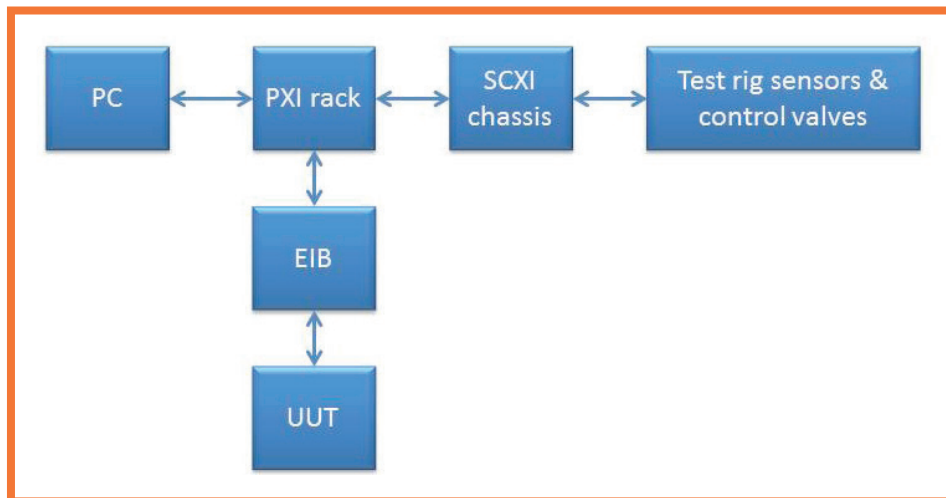 PC
PXI rack
SCXI
chassis
Test rig sensors &
control valves
EIB
UUT